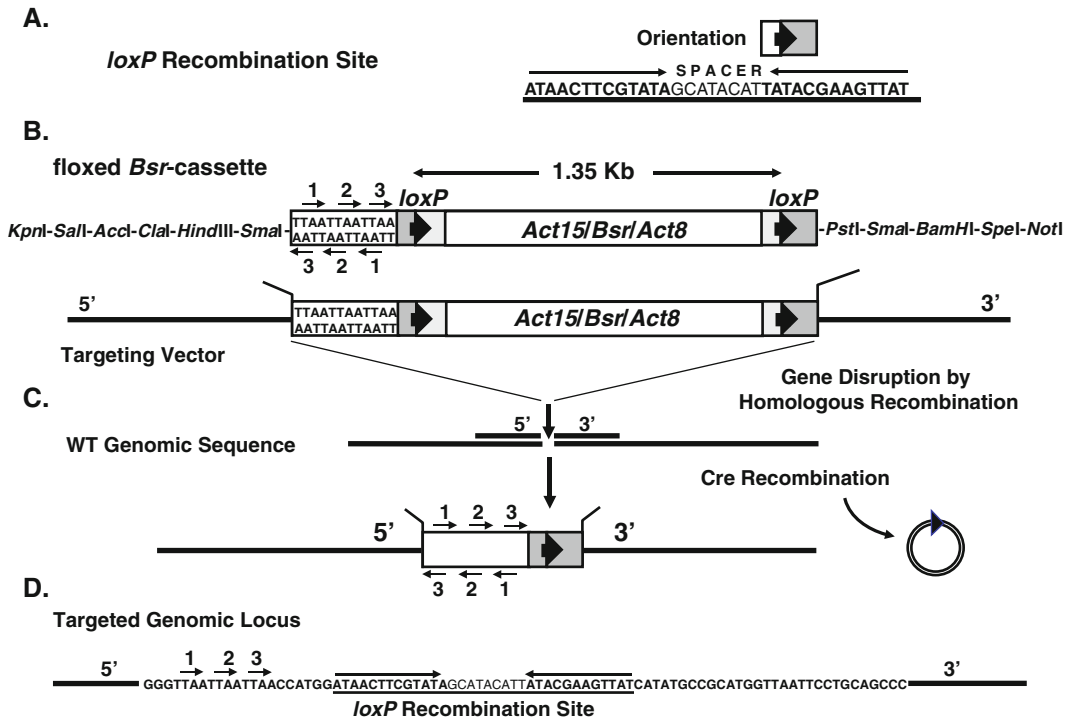 A.
loxP Recombination Site
Orientation
SPACER
ATAACTTCGTATAGCATACATTATACGAAGTTAT
B.
floxed Bsr-cassette
1.35 Kb
1 2 3 loxP loxP
KpnI-SalI-AccI-ClaI-HindIII-SmaI- TTAATTAATTAA Act15/Bsr/Act8 -PstI-SmaI-BamHI-SpeI-NotI
AATTAATTAATT
3 2 1
5’ TTAATTAATTAA Act15/Bsr/Act8 3’
AATTAATTAATT
Targeting Vector
Gene Disruption by
Homologous Recombination
C.
5’ 3’
WT Genomic Sequence
Cre Recombination
1 2 3
5’ 3’
3 2 1
D.
Targeted Genomic Locus
1 2 3
5’ 3’
GGGTTAATTAATTAACCATGGATAACTTCGTATAGCATACATTATACGAAGTTATCATATGCCGCATGGTTAATTCCTGCAGCCC
loxP Recombination Site